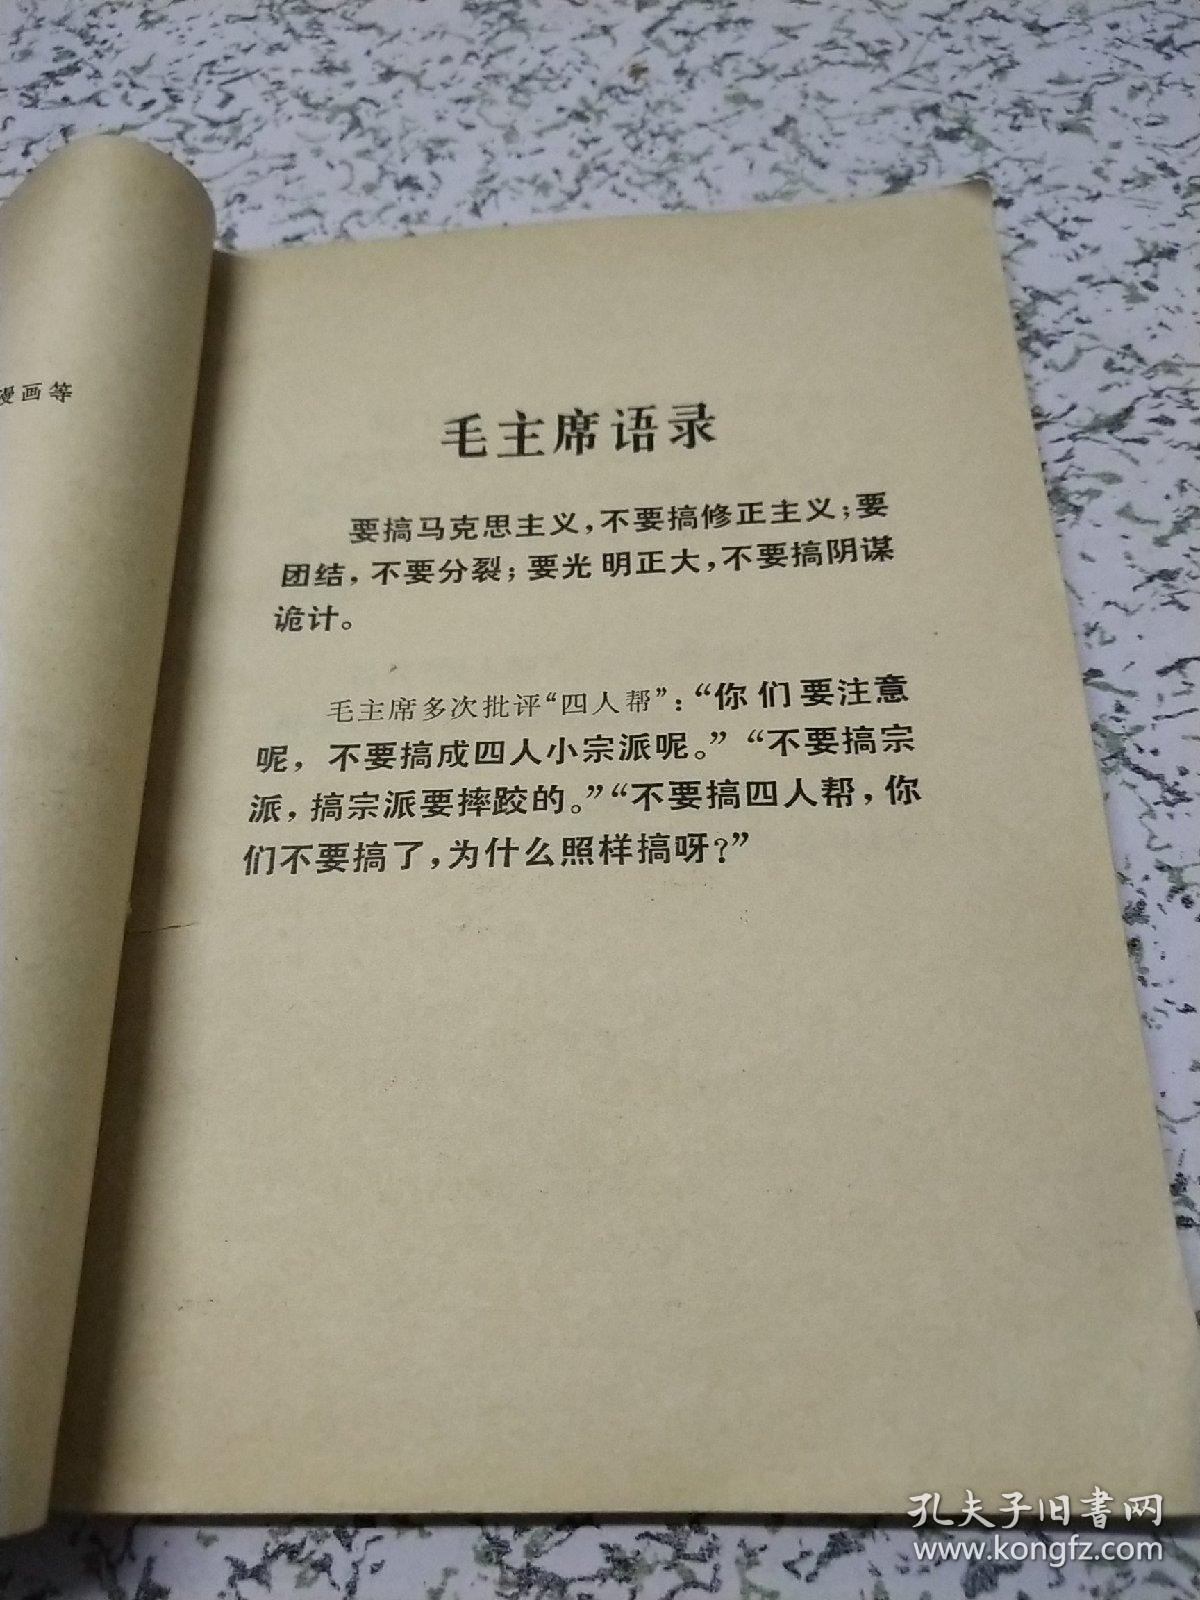 画等
毛主席语录
要搞马克思主义，不要搞修正主义；要
团结，不要分裂；要光明正大，不要搞阴谋
诡计。
毛主席多次批评“四人帮”：“你们要注意
呢，不要搞成四人小宗派呢。”“不要搞宗
派，搞宗派要摔跤的。”“不要搞四人帮，你
们不要搞了，为什么照样搞呀？”
孔夫子旧書网
www.kongfz.com